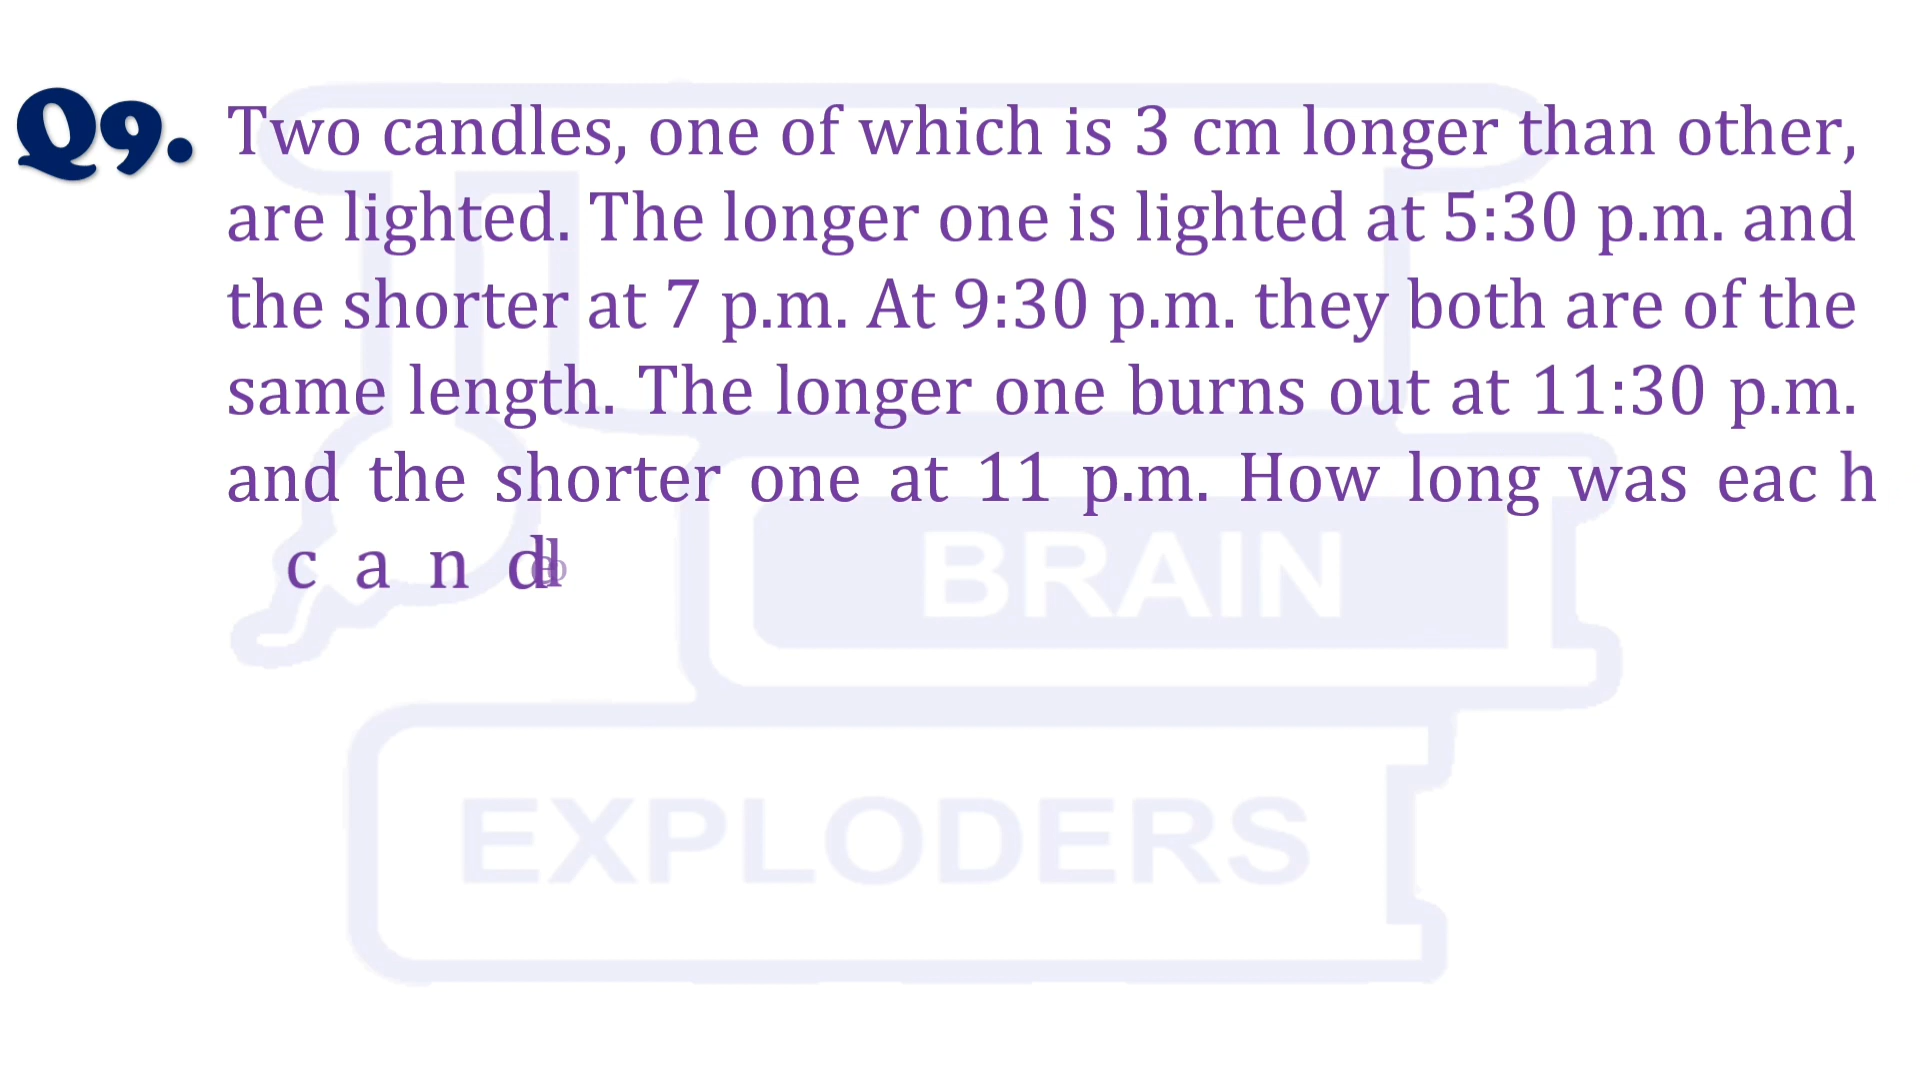 Q9. Two candles, one of which is 3 cm longer than other,
are lighted. The longer one is lighted at 5:30 p.m. and
the shorter at 7 p.m. At 9:30 p.m. they both are of the
same length. The longer one burns out at 11:30 p.m.
and the shorter one at 11 p.m. How long was each
BRAIN
EXPLODERS